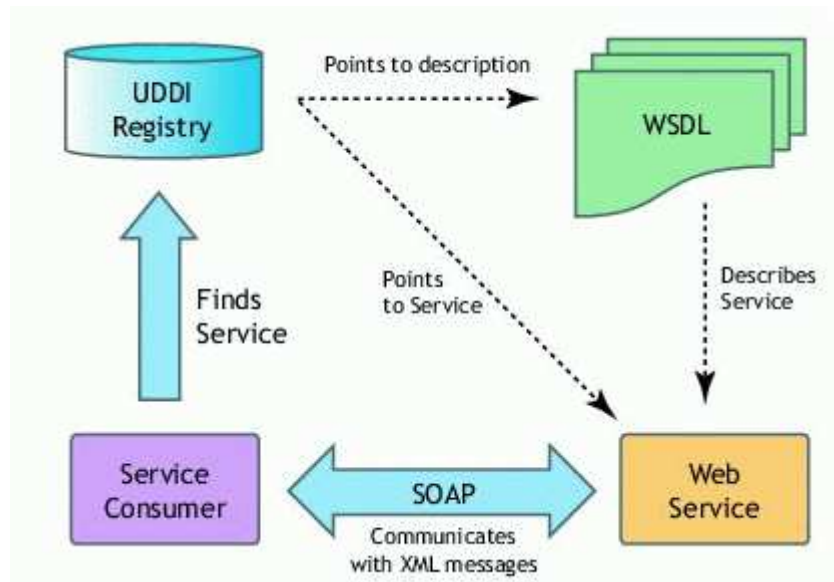 UDDI
Registry
Points to description
WSDL
Finds
Service
Points
to Service
Describes
Service
Service
Consumer
SOAP
Communicates
with XML messages
Web
Service